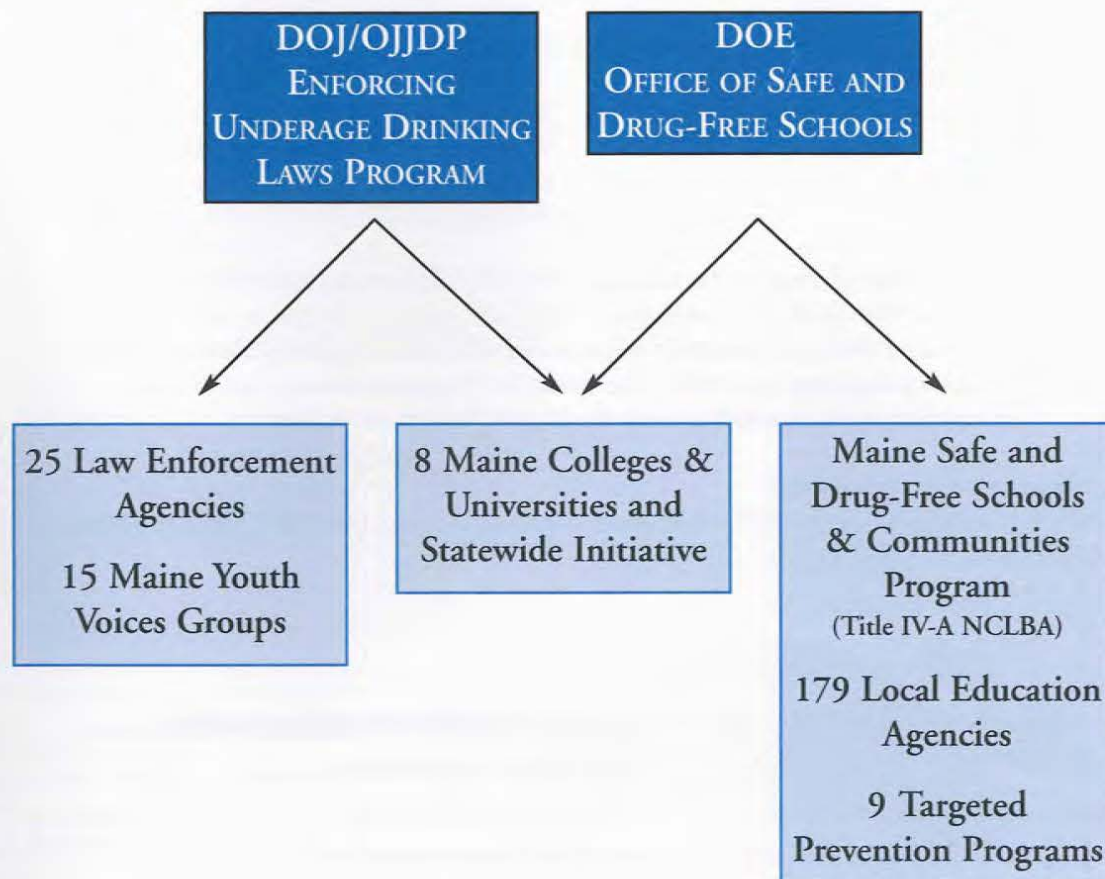 DOJ/OJJDP
ENFORCING
UNDERAGE DRINKING
LAWS PROGRAM
DOE
OFFICE OF SAFE AND
DRUG-FREE SCHOOLS
25 Law Enforcement
Agencies
15 Maine Youth
Voices Groups
8 Maine Colleges &
Universities and
Statewide Initiative
Maine Safe and
Drug-Free Schools
& Communities
Program
(Title IV-A NCLBA)
179 Local Education
Agencies
9 Targeted
Prevention Programs